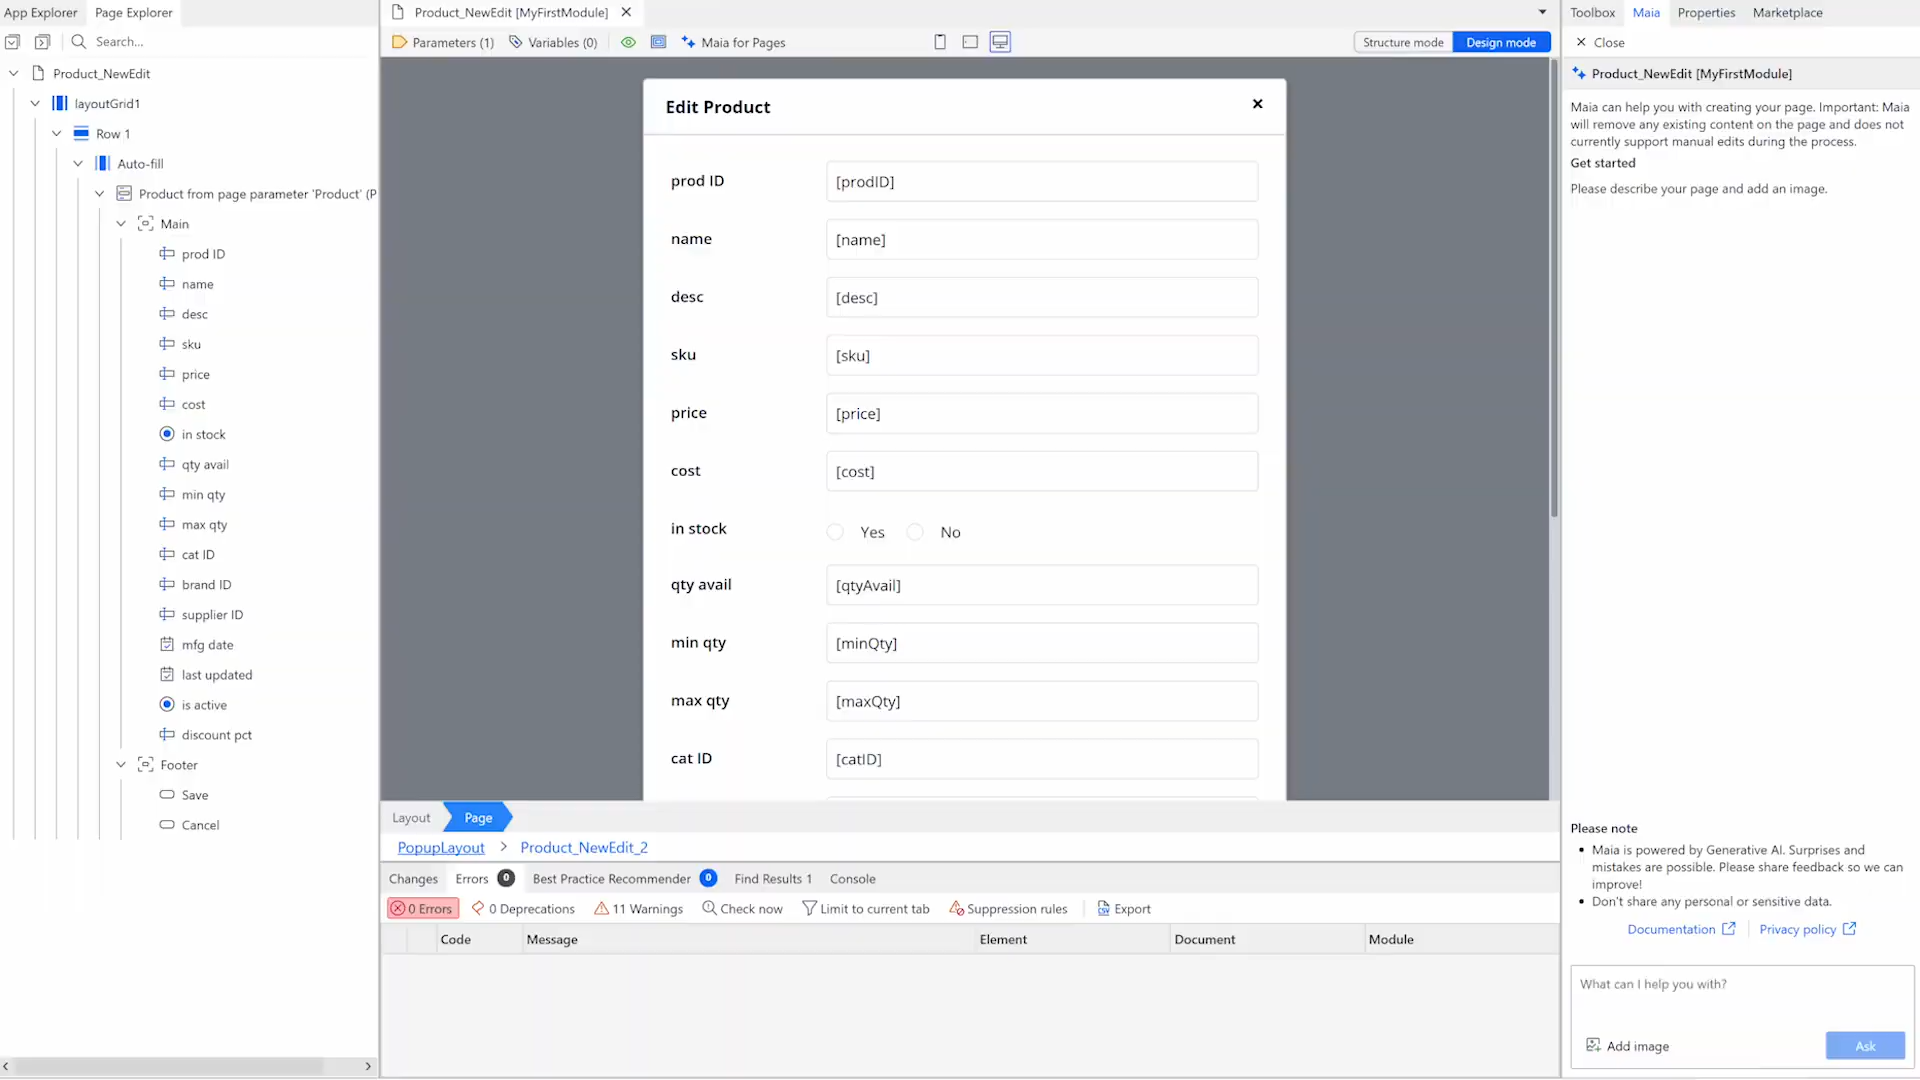 App Explorer
Page Explorer
Search...
Product_NewEdit
layoutGrid1
Row 1
Auto-fill
Product from page parameter 'Product' (P
Main
prod ID
name
desc
sku
price
cost
in stock
qty avail
min qty
max qty
cat ID
brand ID
supplier ID
mfg date
last updated
is active
discount pct
Footer
Save
Cancel
Product_NewEdit [MyFirstModule]
Parameters (1)
Variables (0)
Maia for Pages
Structure mode
Design mode
Edit Product
prod ID
[prodID]
name
[name]
desc
[desc]
sku
[sku]
price
[price]
cost
[cost]
in stock
Yes
No
qty avail
[qtyAvail]
min qty
[minQty]
max qty
[maxQty]
cat ID
[catID]
Layout
Page
PopupLayout > Product_NewEdit_2
Changes
Errors 0
Best Practice Recommender 0
Find Results 1
Console
0 Errors
0 Deprecations
11 Warnings
Check now
Limit to current tab
Suppression rules
Export
Code
Message
Element
Document
Module
Toolbox
Maia
Properties
Marketplace
Close
Product_NewEdit [MyFirstModule]
Maia can help you with creating your page. Important: Maia
will remove any existing content on the page and does not
currently support manual edits during the process.
Get started
Please describe your page and add an image.
Please note
• Maia is powered by Generative AI. Surprises and
mistakes are possible. Please share feedback so we can
improve!
• Don't share any personal or sensitive data.
Documentation
Privacy policy
What can I help you with?
Add image
Ask